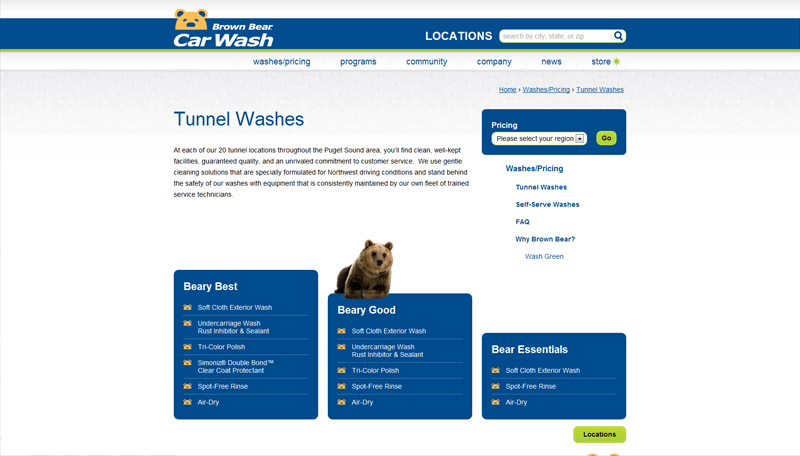 Brown Bear
Car Wash
LOCATIONS
search by city, state, or zip
washes/pricing
programs
community
company
news
store
Home › Washes/Pricing › Tunnel Washes
Tunnel Washes
At each of our 20 tunnel locations throughout the Puget Sound area, you'll find clean, well-kept
facilities, guaranteed quality, and an unrivaled commitment to customer service.  We use gentle
cleaning solutions that are specially formulated for Northwest driving conditions and stand behind
the safety of our washes with equipment that is consistently maintained by our own fleet of trained
service technicians.
Pricing
Please select your region
Go
Washes/Pricing
Tunnel Washes
Self-Serve Washes
FAQ
Why Brown Bear?
Wash Green
Beary Best
Soft Cloth Exterior Wash
Undercarriage Wash
Rust Inhibitor & Sealant
Tri-Color Polish
Simoniz® Double Bond™
Clear Coat Protectant
Spot-Free Rinse
Air-Dry
Beary Good
Soft Cloth Exterior Wash
Undercarriage Wash
Rust Inhibitor & Sealant
Tri-Color Polish
Spot-Free Rinse
Air-Dry
Bear Essentials
Soft Cloth Exterior Wash
Spot-Free Rinse
Air-Dry
Locations